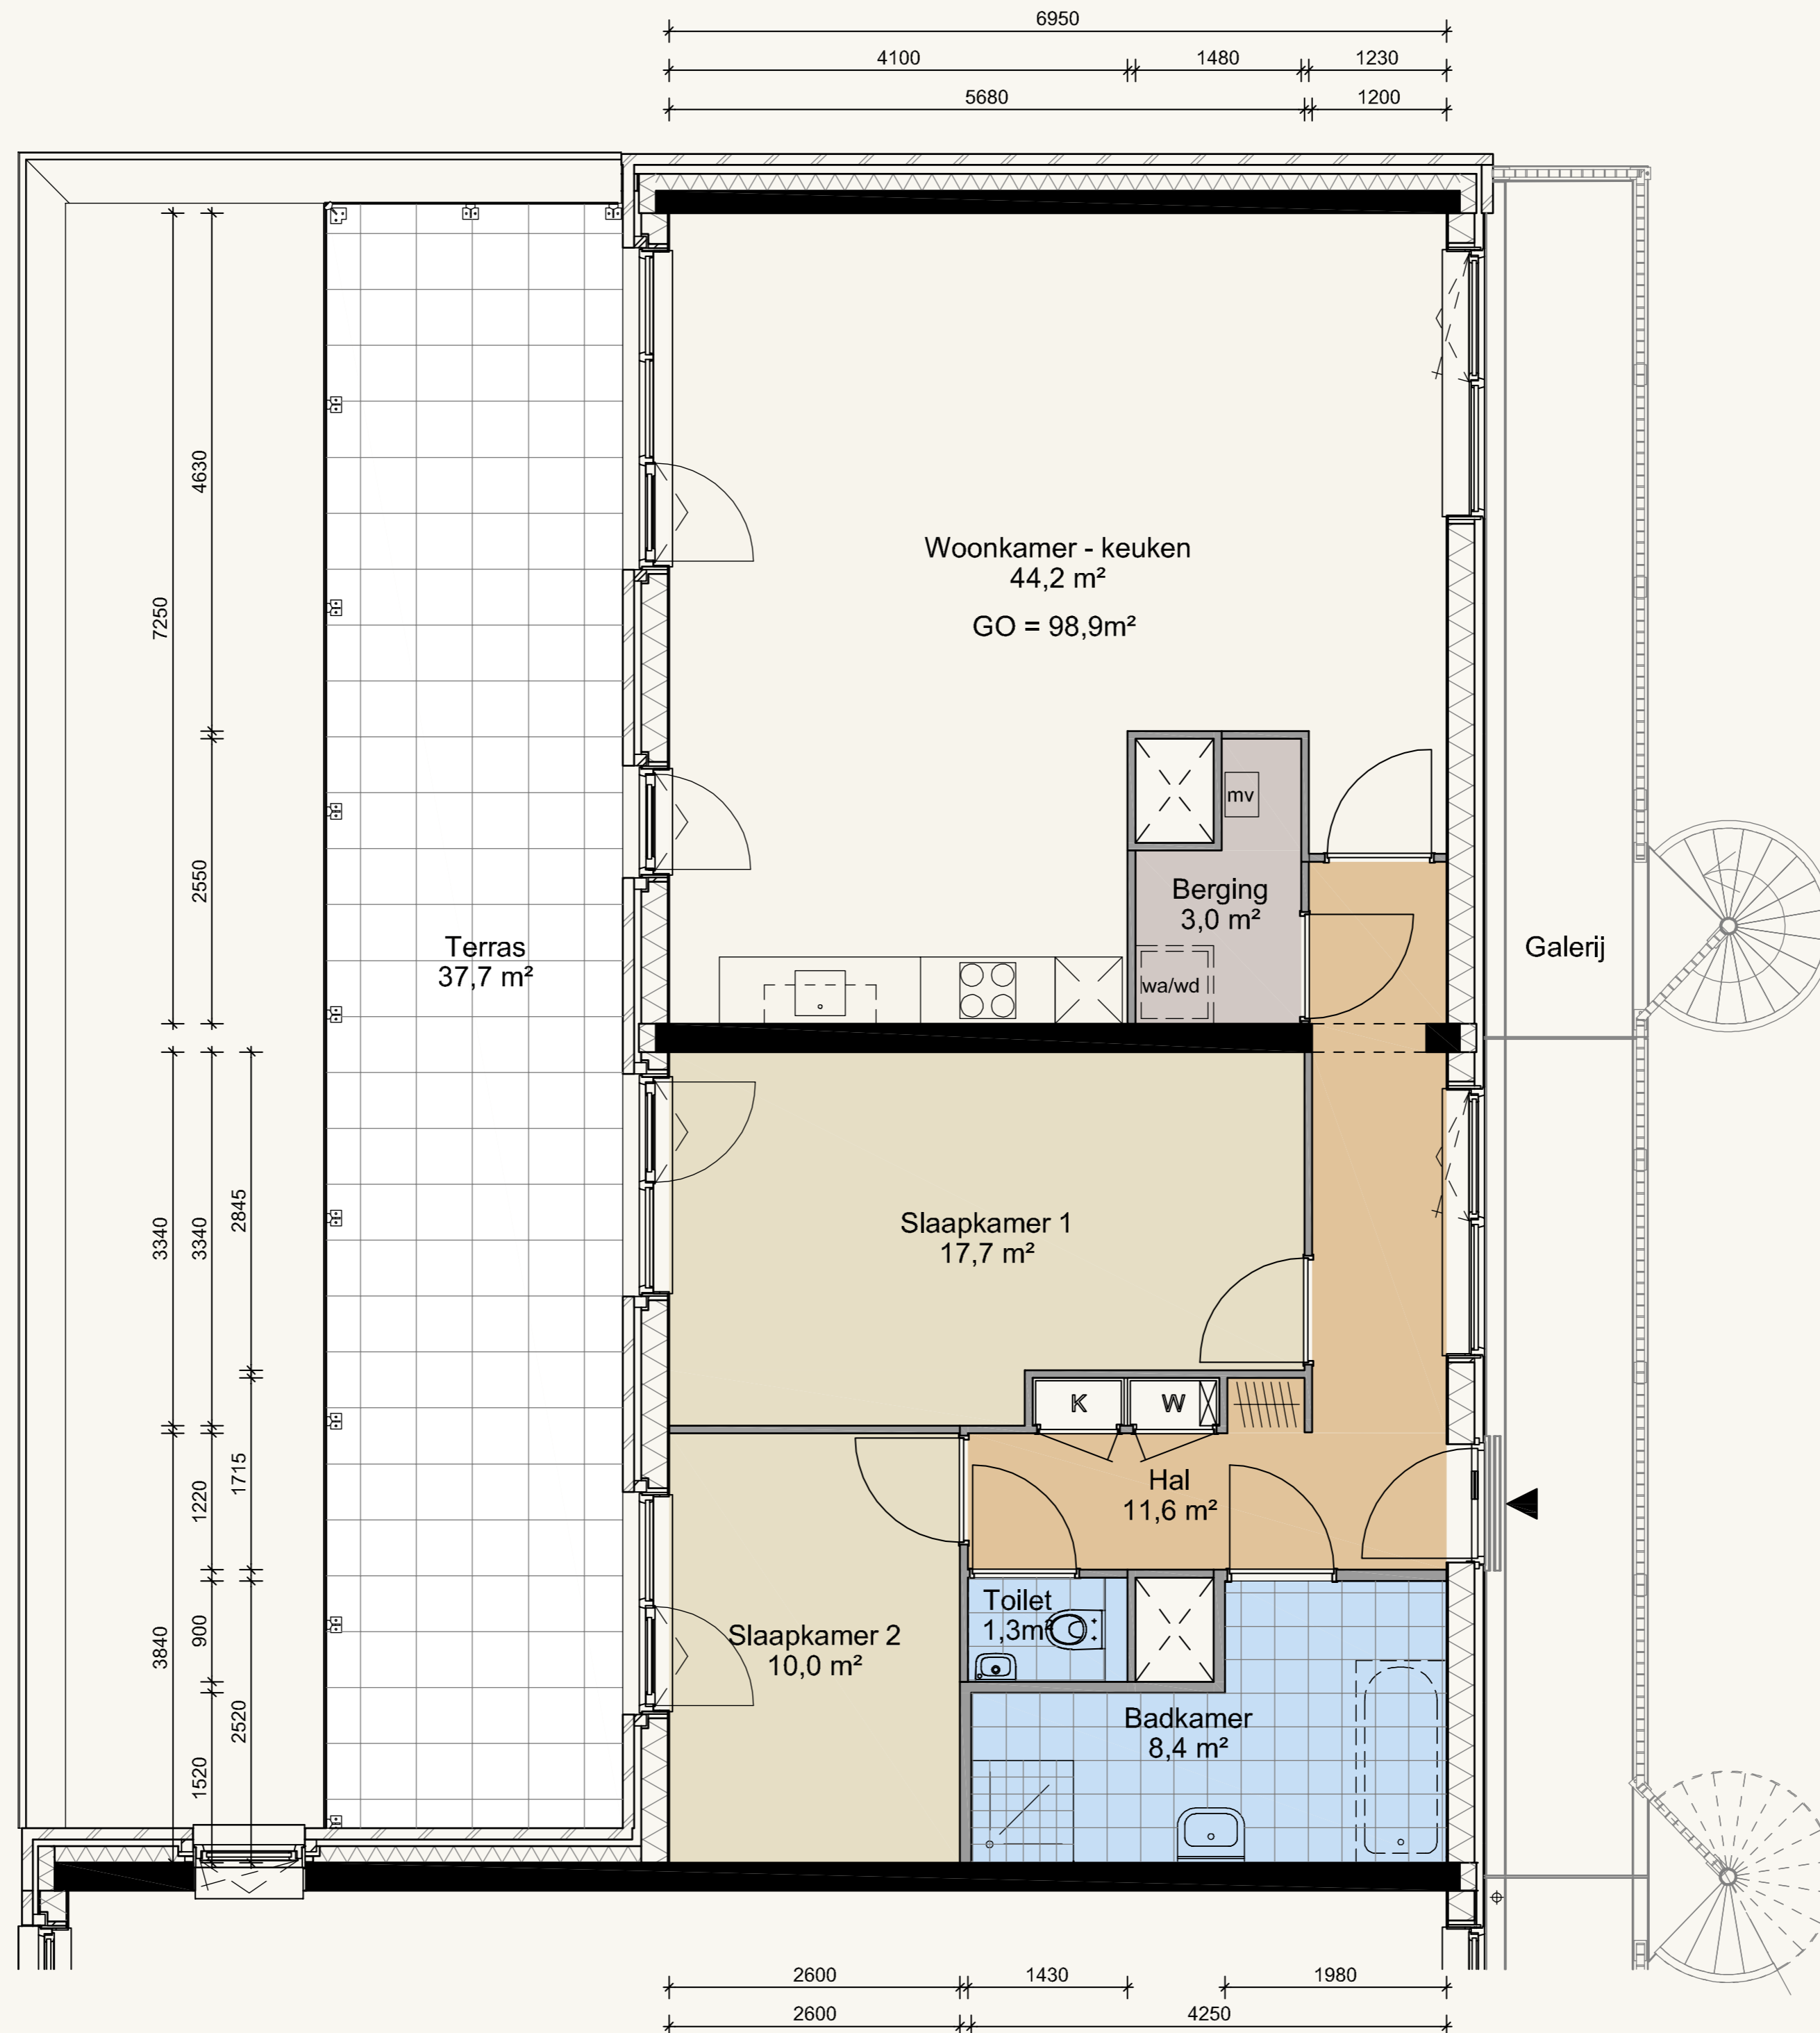 6950
4100 1480 1230
5680 1200
4630
7250
Woonkamer - keuken
44,2 m²
GO = 98,9m²
mv
2550
Berging
3,0 m²
Terras
37,7 m²
Galerij
wa/wd
2845
3340 3340
Slaapkamer 1
17,7 m²
K W
1715
1220
Hal
11,6 m²
Toilet
1,3m²
900
3840
Slaapkamer 2
10,0 m²
2520
Badkamer
8,4 m²
1520
2600 1430 1980
2600 4250